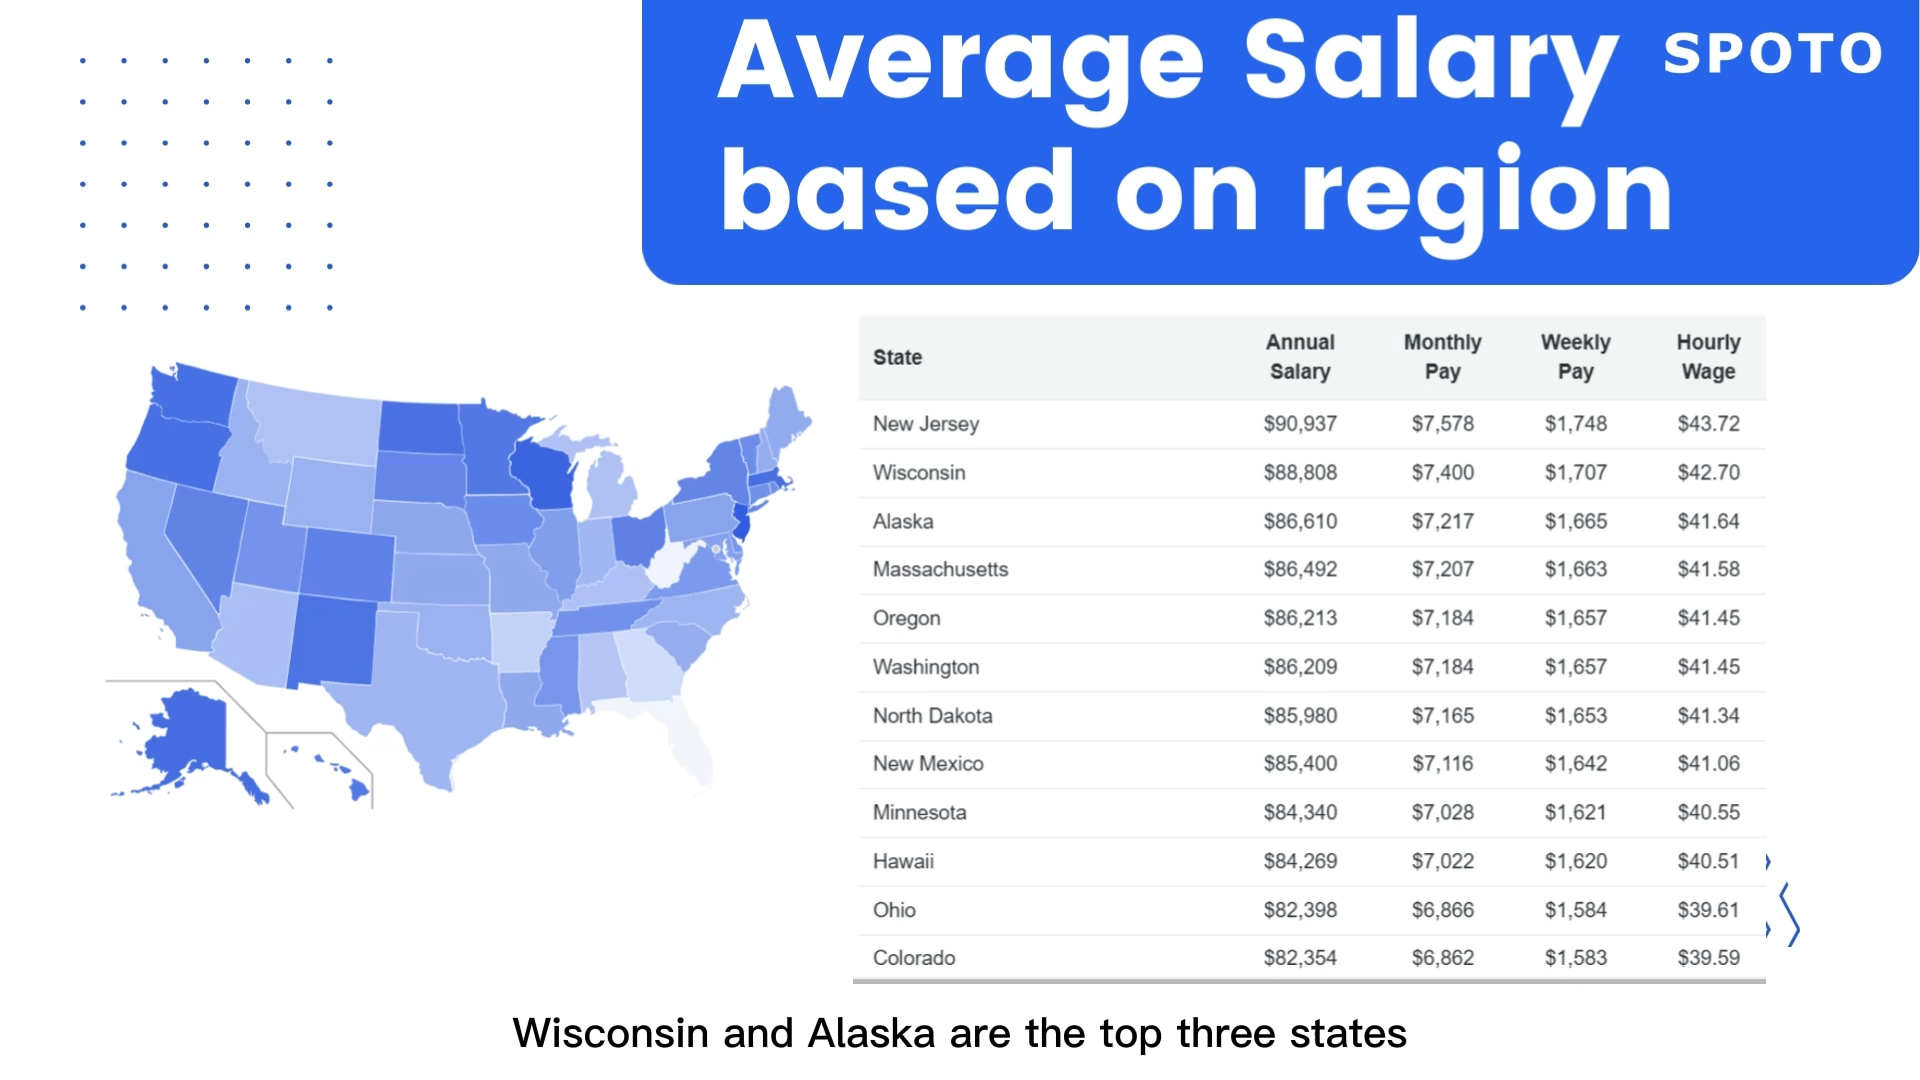 Average Salary
SPOTO
based on region
State Annual Salary Monthly Pay Weekly Pay Hourly Wage
New Jersey $90,937 $7,578 $1,748 $43.72
Wisconsin $88,808 $7,400 $1,707 $42.70
Alaska $86,610 $7,217 $1,665 $41.64
Massachusetts $86,492 $7,207 $1,663 $41.58
Oregon $86,213 $7,184 $1,657 $41.45
Washington $86,209 $7,184 $1,657 $41.45
North Dakota $85,980 $7,165 $1,653 $41.34
New Mexico $85,400 $7,116 $1,642 $41.06
Minnesota $84,340 $7,028 $1,621 $40.55
Hawaii $84,269 $7,022 $1,620 $40.51
Ohio $82,398 $6,866 $1,584 $39.61
Colorado $82,354 $6,862 $1,583 $39.59
Wisconsin and Alaska are the top three states